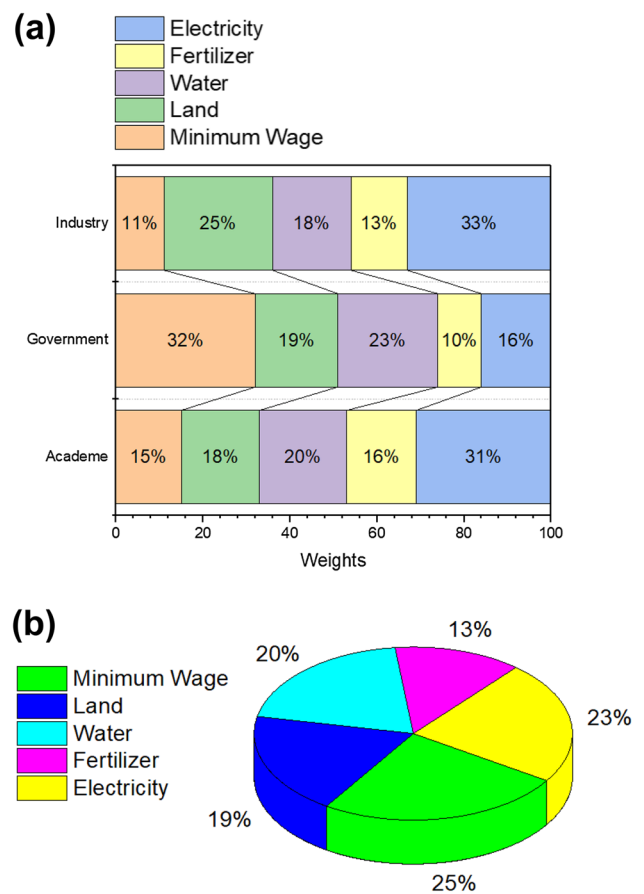 (a)
Electricity
Fertilizer
Water
Land
Minimum Wage
Industry
11% 25% 18% 13% 33%
Government
32% 19% 23% 10% 16%
Academe
15% 18% 20% 16% 31%
0 20 40 60 80 100
Weights
(b)
Minimum Wage
Land
Water
Fertilizer
Electricity
13%
20%
23%
19%
25%